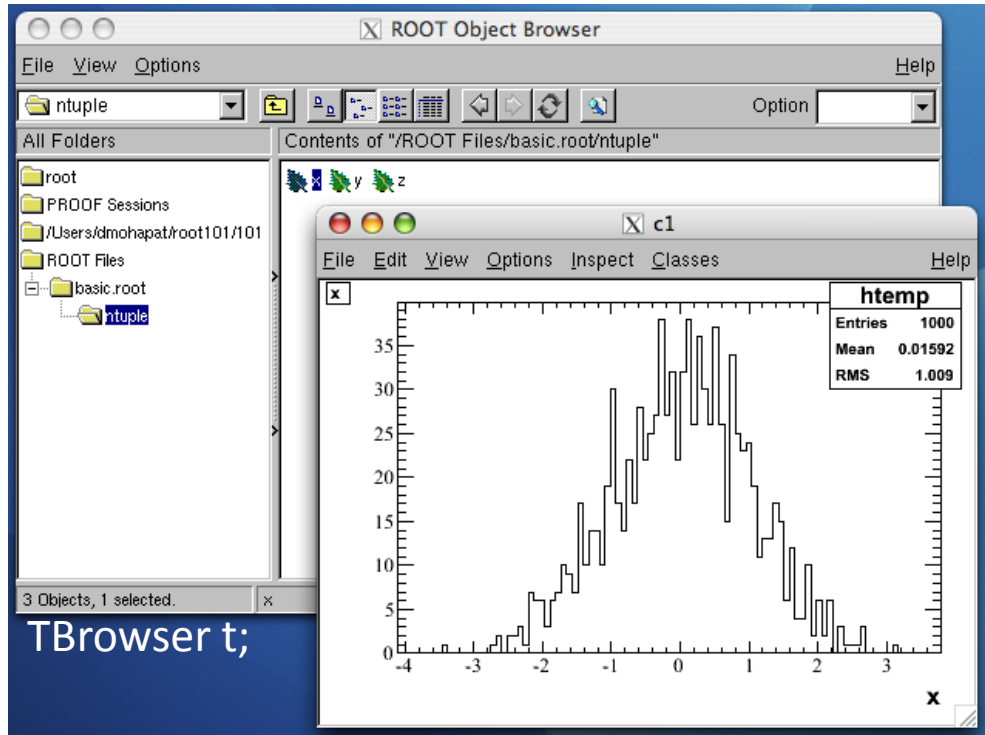 X ROOT Object Browser
File View Options Help
ntuple Option
All Folders Contents of "/ROOT Files/basic.root/ntuple"
root
PROOF Sessions
/Users/dmohapat/root101/101
ROOT Files
basic.root
ntuple
x y z
3 Objects, 1 selected. x
TBrowser t;
X c1
File Edit View Options Inspect Classes Help
x
htemp
Entries 1000
Mean 0.01592
RMS 1.009
35
30
25
20
15
10
5
0
-4 -3 -2 -1 0 1 2 3
x